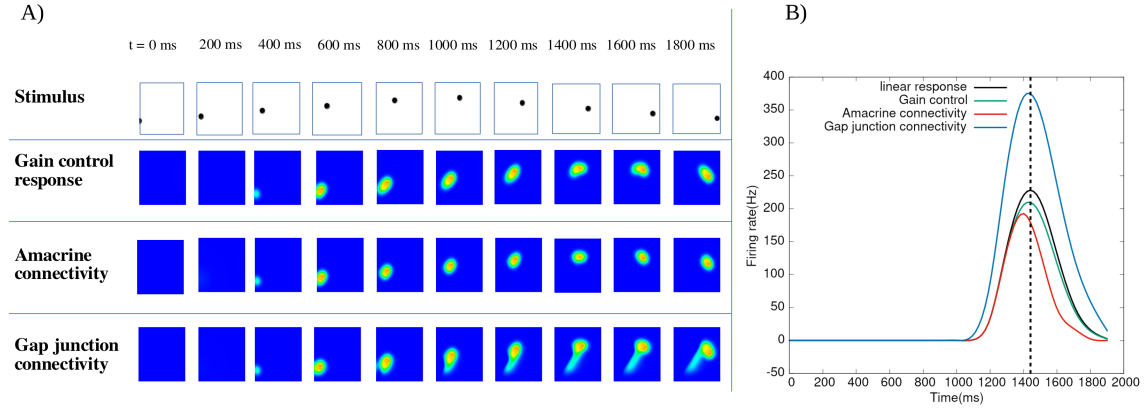 A)
t = 0 ms 200 ms 400 ms 600 ms 800 ms 1000 ms 1200 ms 1400 ms 1600 ms 1800 ms
Stimulus
Gain control
response
Amacrine
connectivity
Gap junction
connectivity
B)
400
350
300
250
200
150
100
50
0
-50
Firing rate(Hz)
linear response
Gain control
Amacrine connectivity
Gap junction connectivity
0 200 400 600 800 1000 1200 1400 1600 1800 2000
Time(ms)